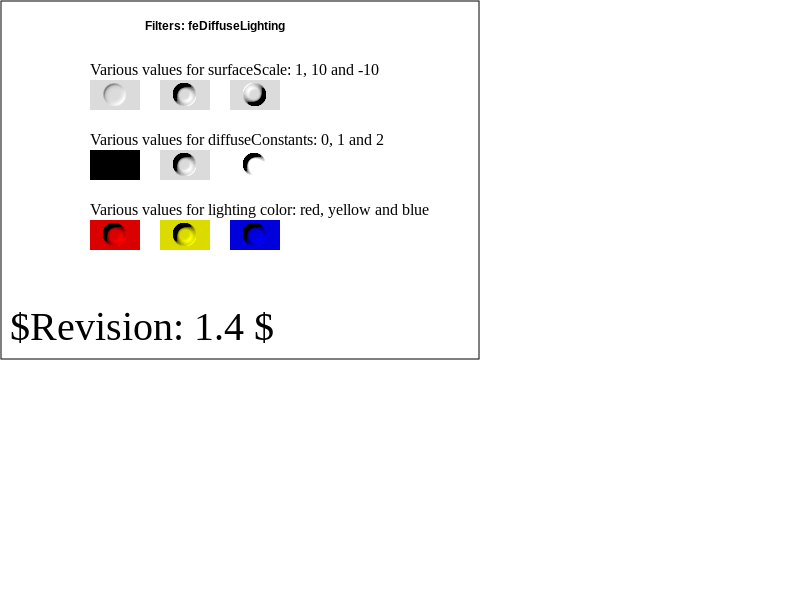 Filters: feDiffuseLighting
Various values for surfaceScale: 1, 10 and -10
Various values for diffuseConstants: 0, 1 and 2
Various values for lighting color: red, yellow and blue
$Revision: 1.4 $